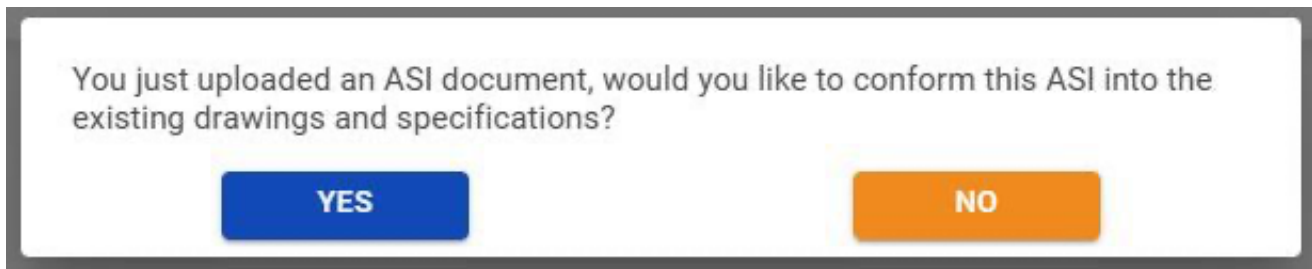 You just uploaded an ASI document, would you like to conform this ASI into the
existing drawings and specifications?
YES
NO